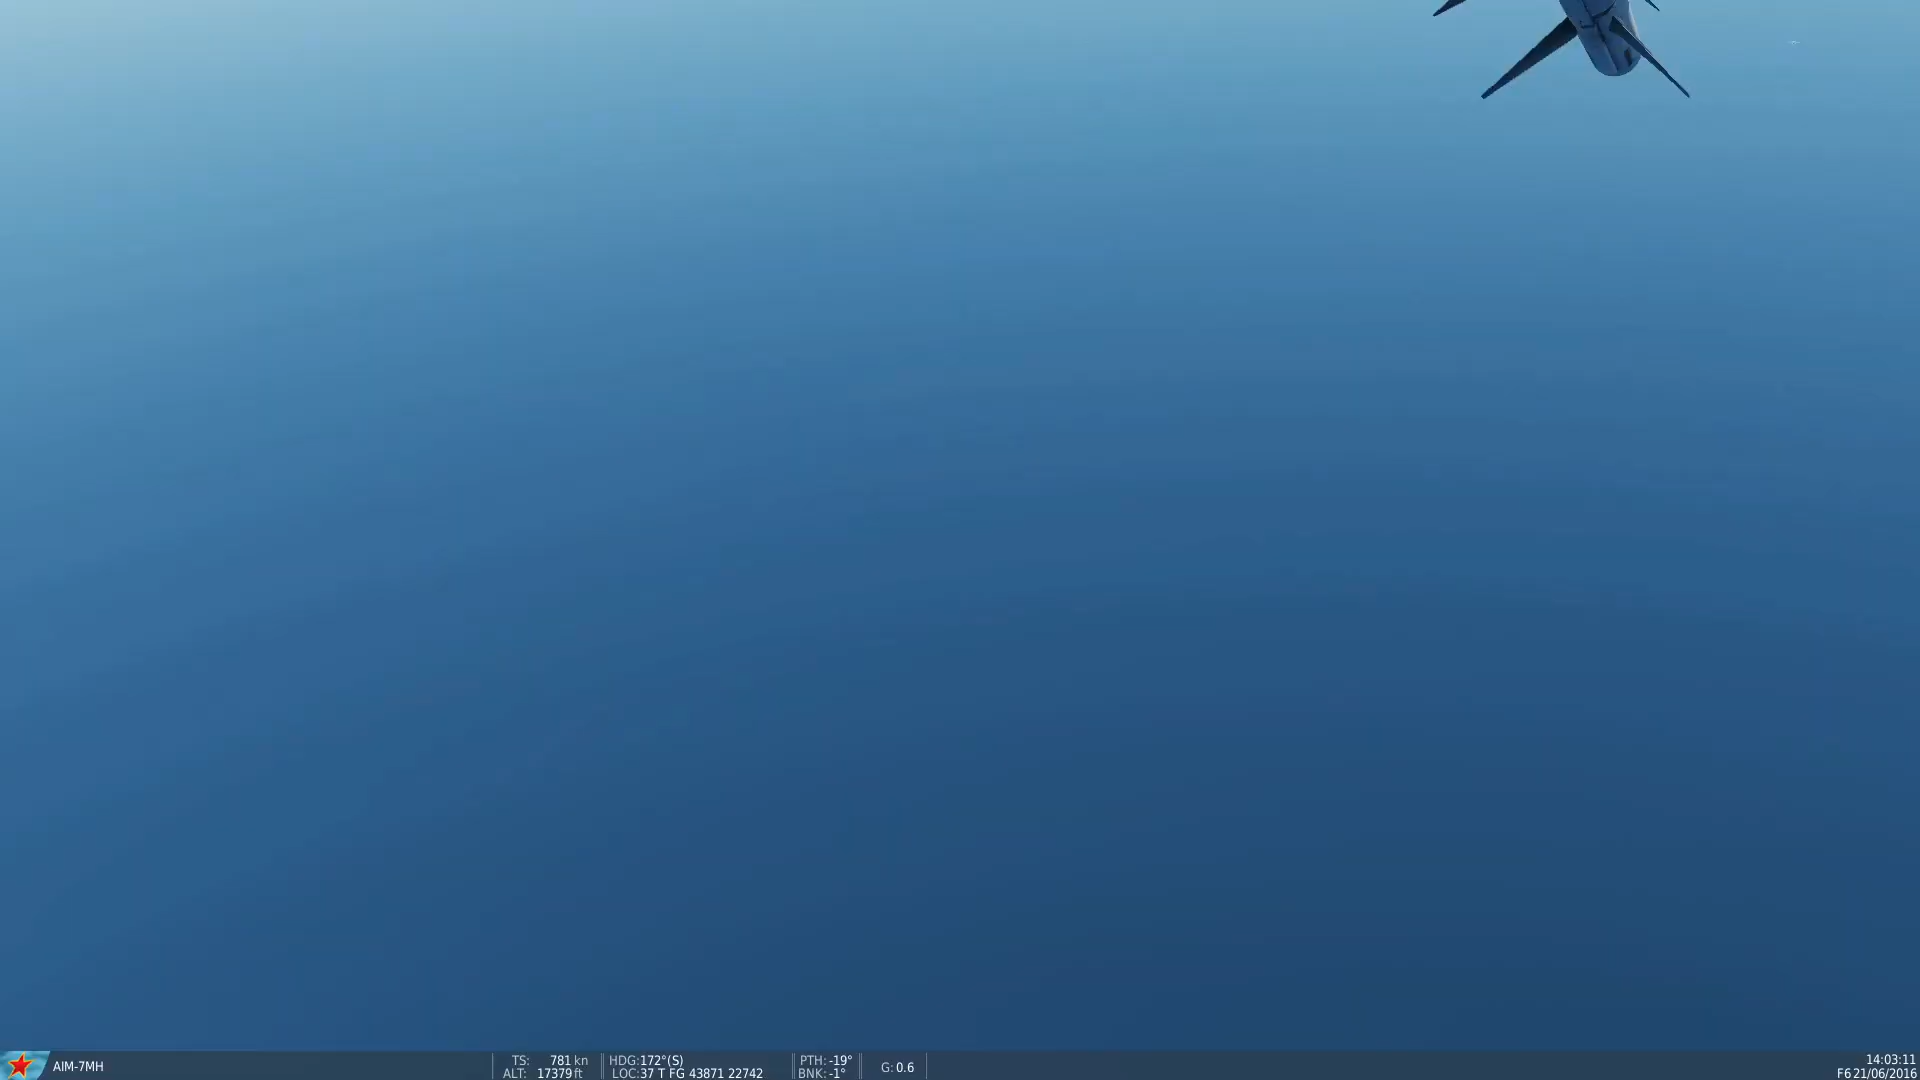 AIM-7MH
TS: 781 kn
ALT: 17379 ft
HDG:172°(S)
LOC:37 T FG 43871 22742
PTH: -19°
BNK: -1°
G: 0.6
14:03:11
F6 21/06/2016